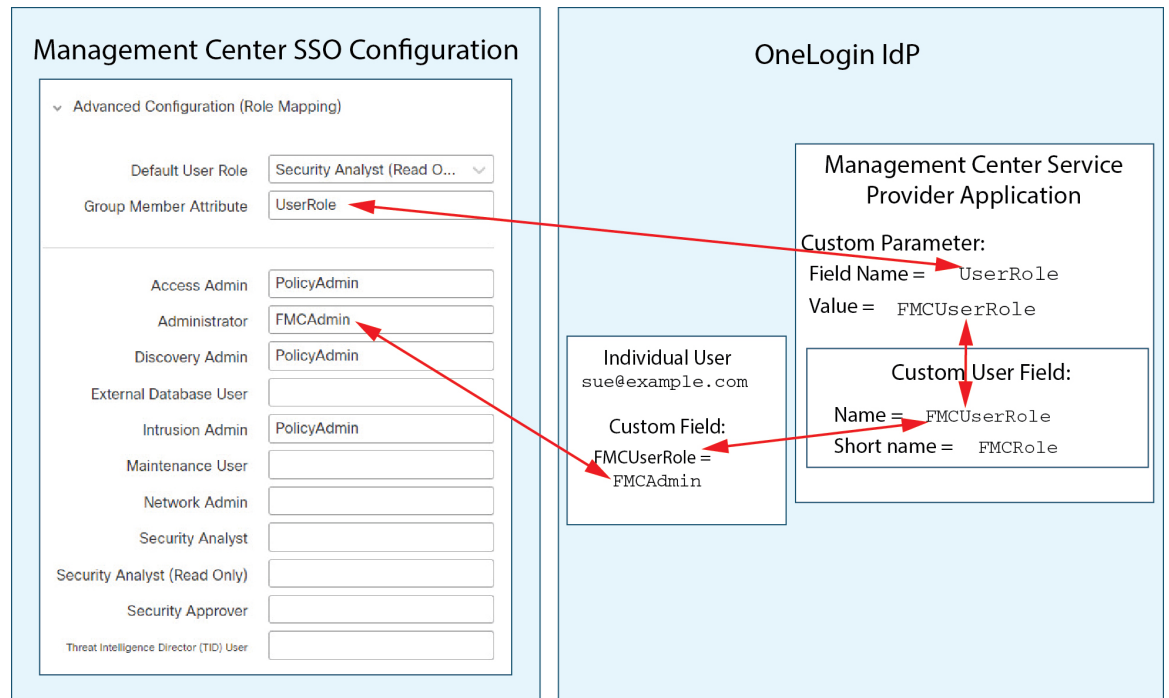 Management Center SSO Configuration
Advanced Configuration (Role Mapping)
Default User Role Security Analyst (Read O...
Group Member Attribute UserRole
Access Admin PolicyAdmin
Administrator FMCAdmin
Discovery Admin PolicyAdmin
External Database User
Intrusion Admin PolicyAdmin
Maintenance User
Network Admin
Security Analyst
Security Analyst (Read Only)
Security Approver
Threat Intelligence Director (TID) User
OneLogin IdP
Individual User
sue@example.com
Custom Field:
FMCUserRole =
FMCAdmin
Management Center Service
Provider Application
Custom Parameter:
Field Name = UserRole
Value = FMCUserRole
Custom User Field:
Name = FMCUserRole
Short name = FMCRole